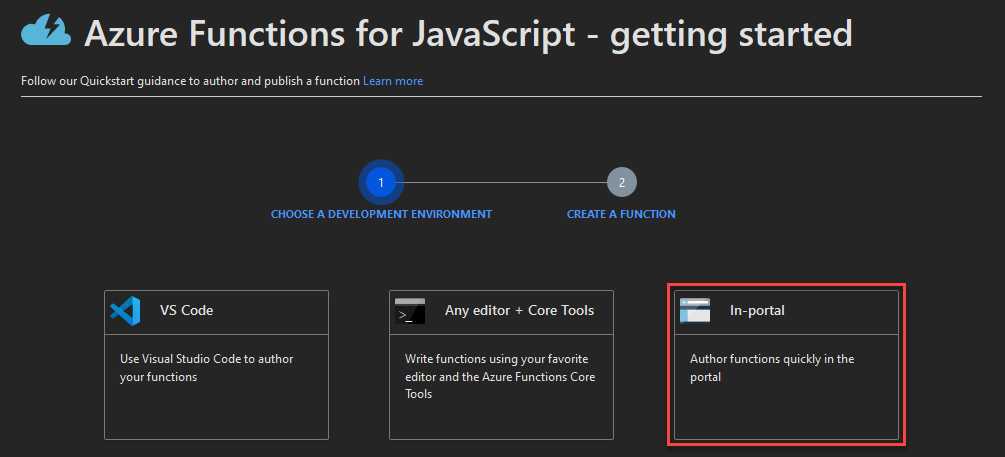 Azure Functions for JavaScript - getting started
Follow our Quickstart guidance to author and publish a function Learn more
1
2
CHOOSE A DEVELOPMENT ENVIRONMENT
CREATE A FUNCTION
VS Code
Use Visual Studio Code to author
your functions
>_
Any editor + Core Tools
Write functions using your favorite
editor and the Azure Functions Core
Tools
In-portal
Author functions quickly in the
portal